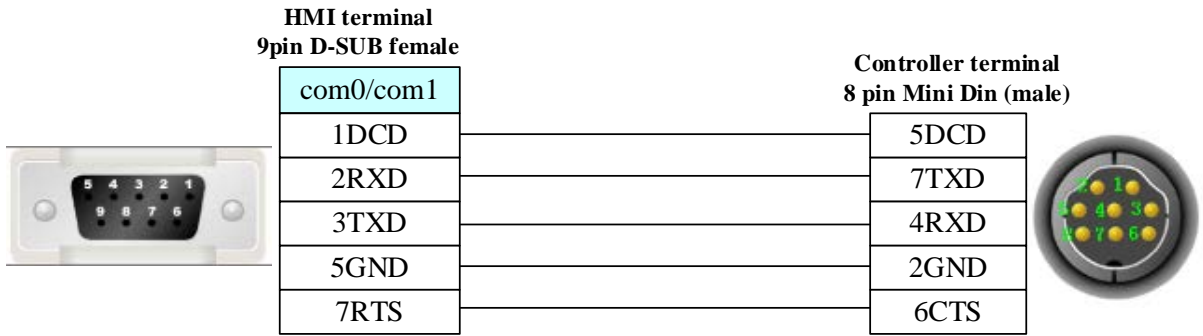 HMI terminal
9pin D-SUB female
com0/com1
1DCD
2RXD
3TXD
5GND
7RTS
Controller terminal
8 pin Mini Din (male)
5DCD
7TXD
4RXD
2GND
6CTS
5 4 3 2 1
9 8 7 6
2 1
5 4 3
8 7 6